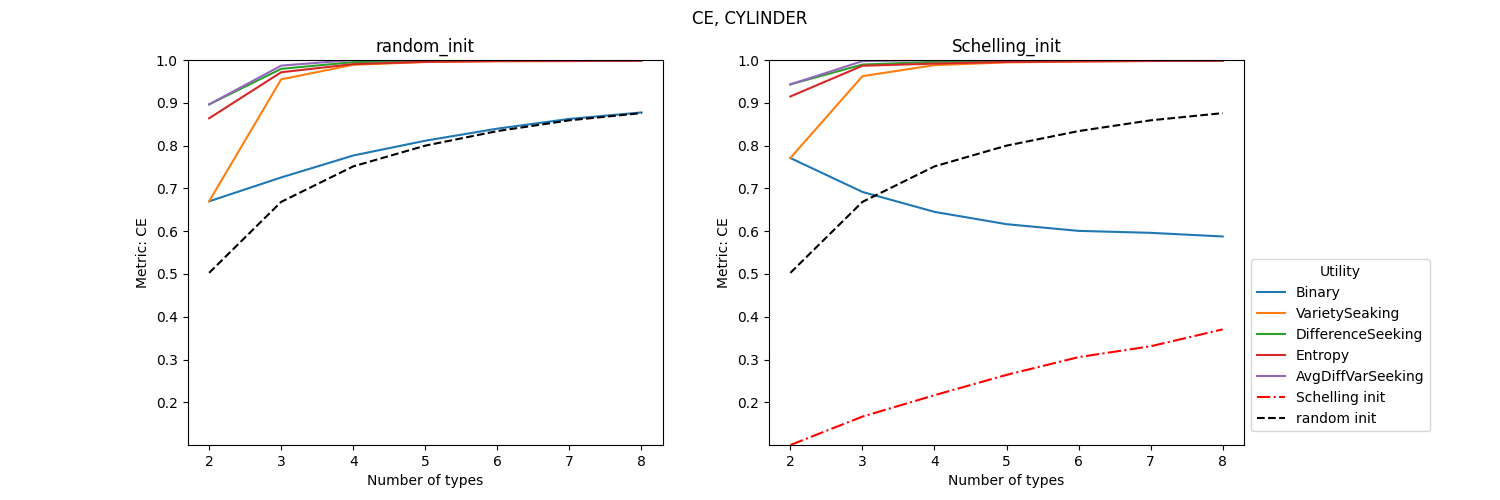 CE, CYLINDER
random_init
1.0
0.9
0.8
0.7
0.6
0.5
0.4
0.3
0.2
Metric: CE
2 3 4 5 6 7 8
Number of types
Schelling_init
1.0
0.9
0.8
0.7
0.6
0.5
0.4
0.3
0.2
Metric: CE
2 3 4 5 6 7 8
Number of types
Utility
Binary
VarietySeaking
DifferenceSeeking
Entropy
AvgDiffVarSeeking
Schelling init
random init